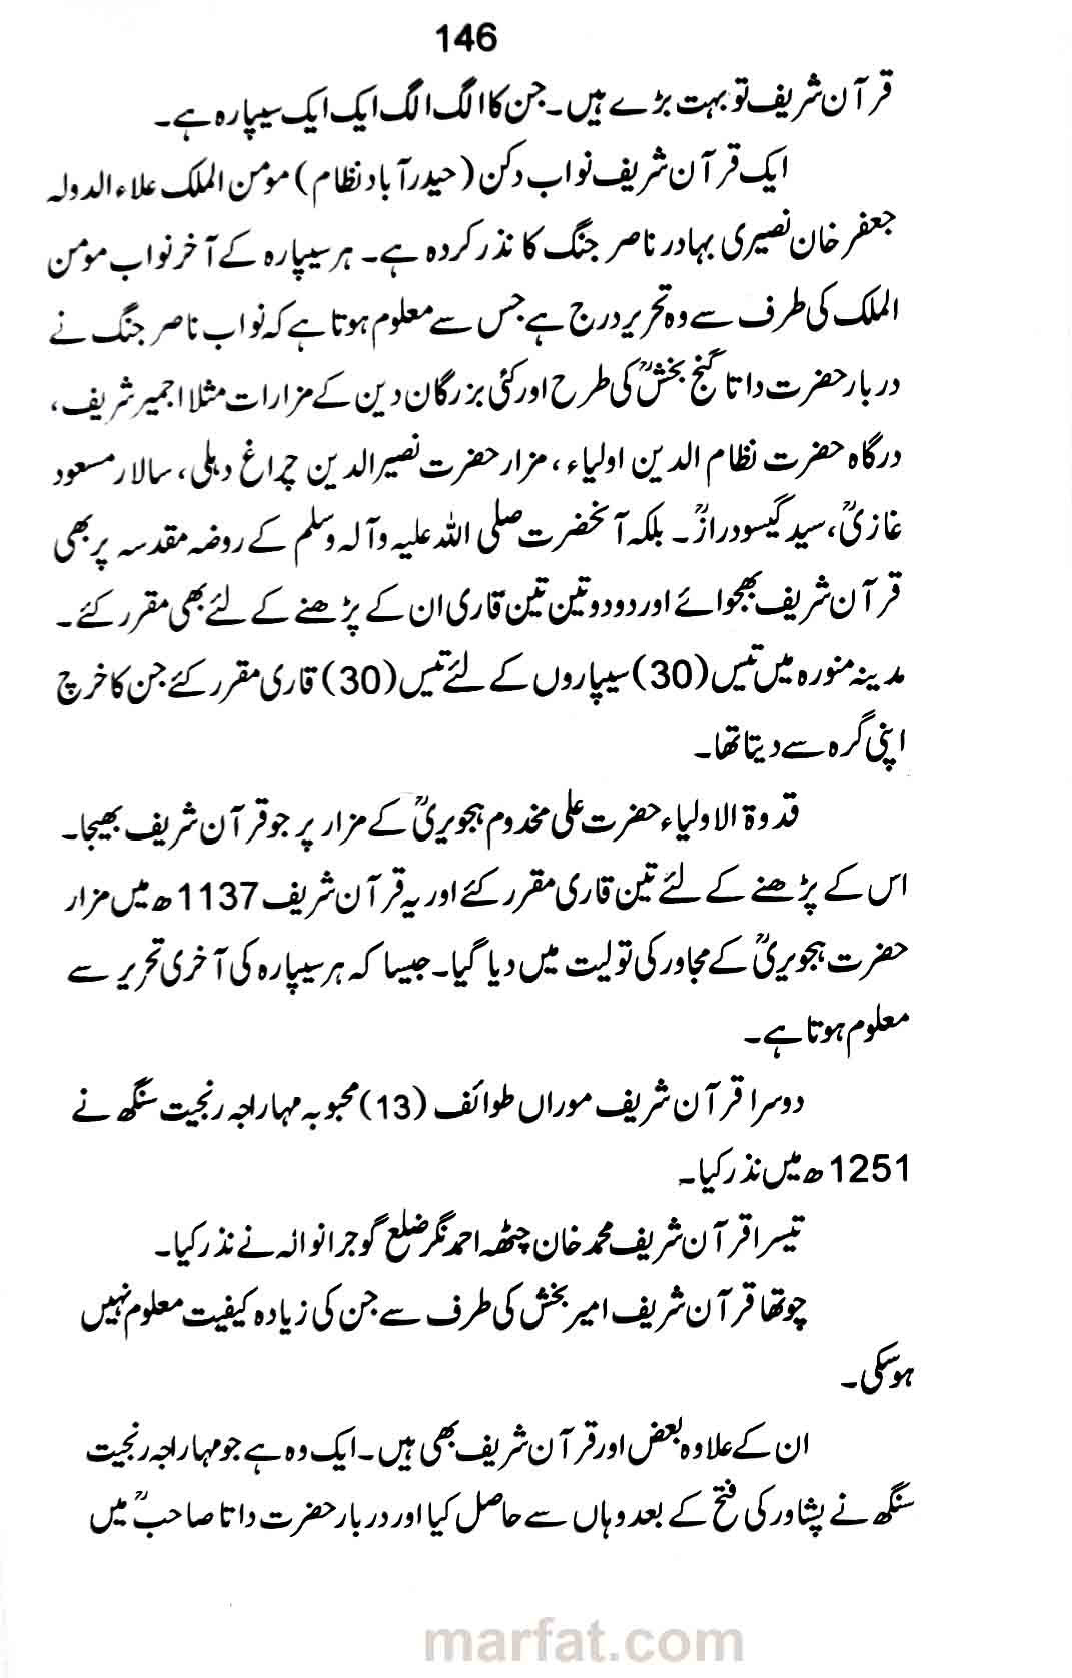 146
قرآن شریف تو بہت بڑے ہیں۔ جن کا الگ الگ ایک ایک سیپارہ ہے۔
ایک قرآن شریف نواب دکن (حیدرآباد نظام) مؤمن الملک علاء الدولہ
جعفر خان نصیری بہادر ناصر جنگ کا نذر کردہ ہے۔ ہر سیپارہ کے آخر نواب مومن
الملک کی طرف سے وہ تحریر درج ہے جس سے معلوم ہوتا ہے کہ نواب ناصر جنگ نے
دربار حضرت داتا گنج بخشؒ کی طرح اور کئی بزرگان دین کے مزارات مثلا اجمیر شریف،
درگاہ حضرت نظام الدین اولیاء، مزار حضرت نصیر الدین چراغ دہلی، سالار مسعود
غازیؒ، سید گیسو درازؒ۔ بلکہ آنحضرت صلی اللہ علیہ وآلہ وسلم کے روضہ مقدسہ پر بھی
قرآن شریف بھجوائے اور دو دو تین تین قاری ان کے پڑھنے کے لئے بھی مقرر کئے۔
مدینہ منورہ میں تیس (30) سیپاروں کے لئے تیس (30) قاری مقرر کئے جن کا خرچ
اپنی گرہ سے دیتا تھا۔
قدوۃ الاولیاء حضرت علی مخدوم ہجویریؒ کے مزار پر جو قرآن شریف بھیجا۔
اس کے پڑھنے کے لئے تین قاری مقرر کئے اور یہ قرآن شریف 1137ھ میں مزار
حضرت ہجویریؒ کے مجاور کی تولیت میں دیا گیا۔ جیسا کہ ہر سیپارہ کی آخری تحریر سے
معلوم ہوتا ہے۔
دوسرا قرآن شریف موراں طوائف (13) محبوبہ مہاراجہ رنجیت سنگھ نے
1251ھ میں نذر کیا۔
تیسرا قرآن شریف محمد خان چٹھہ احمد نگر ضلع گوجرانوالہ نے نذر کیا۔
چوتھا قرآن شریف امیر بخش کی طرف سے جن کی زیادہ کیفیت معلوم نہیں
ہوسکی۔
ان کے علاوہ بعض اور قرآن شریف بھی ہیں۔ ایک وہ ہے جو مہاراجہ رنجیت
سنگھ نے پشاور کی فتح کے بعد وہاں سے حاصل کیا اور دربار حضرت داتا صاحبؒ میں
marfat.com